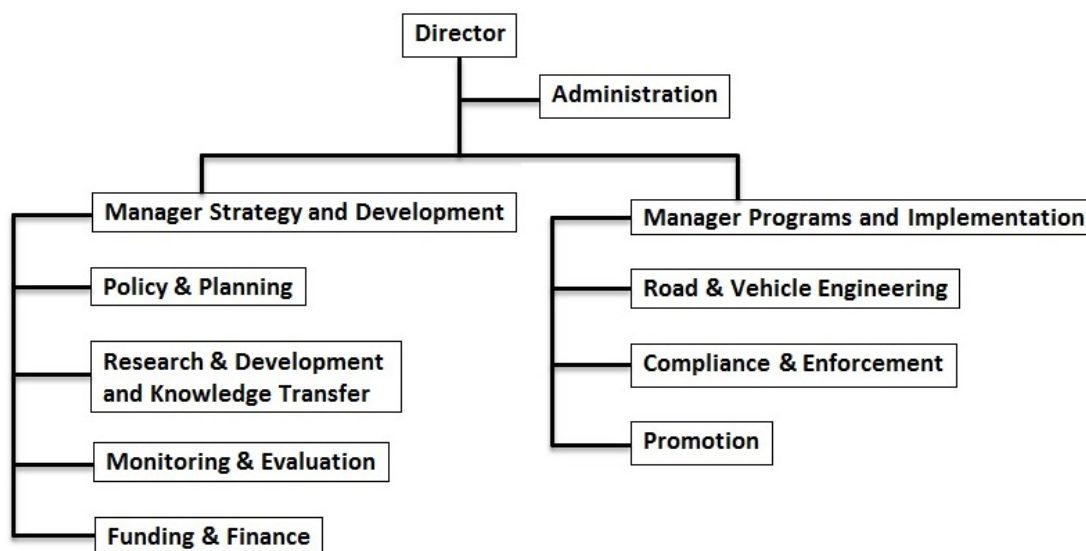 Director
Administration
Manager Strategy and Development
Policy & Planning
Research & Development
and Knowledge Transfer
Monitoring & Evaluation
Funding & Finance
Manager Programs and Implementation
Road & Vehicle Engineering
Compliance & Enforcement
Promotion